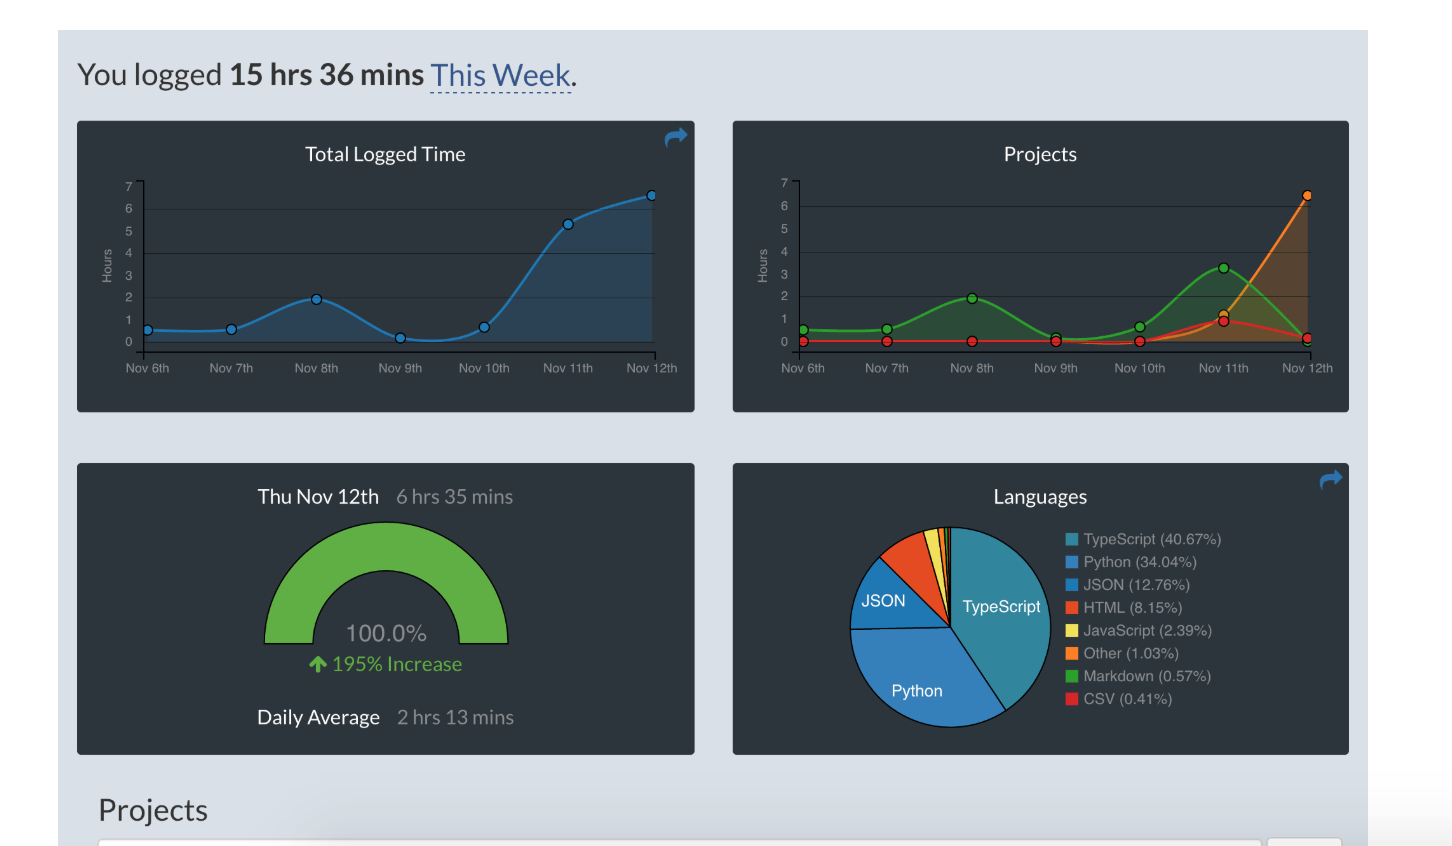 You logged 15 hrs 36 mins This Week.
Total Logged Time
Hours
7
6
5
4
3
2
1
0
Nov 6th Nov 7th Nov 8th Nov 9th Nov 10th Nov 11th Nov 12th
Projects
Hours
7
6
5
4
3
2
1
0
Nov 6th Nov 7th Nov 8th Nov 9th Nov 10th Nov 11th Nov 12th
Thu Nov 12th 6 hrs 35 mins
100.0%
195% Increase
Daily Average 2 hrs 13 mins
Languages
JSON
TypeScript
Python
TypeScript (40.67%)
Python (34.04%)
JSON (12.76%)
HTML (8.15%)
JavaScript (2.39%)
Other (1.03%)
Markdown (0.57%)
CSV (0.41%)
Projects